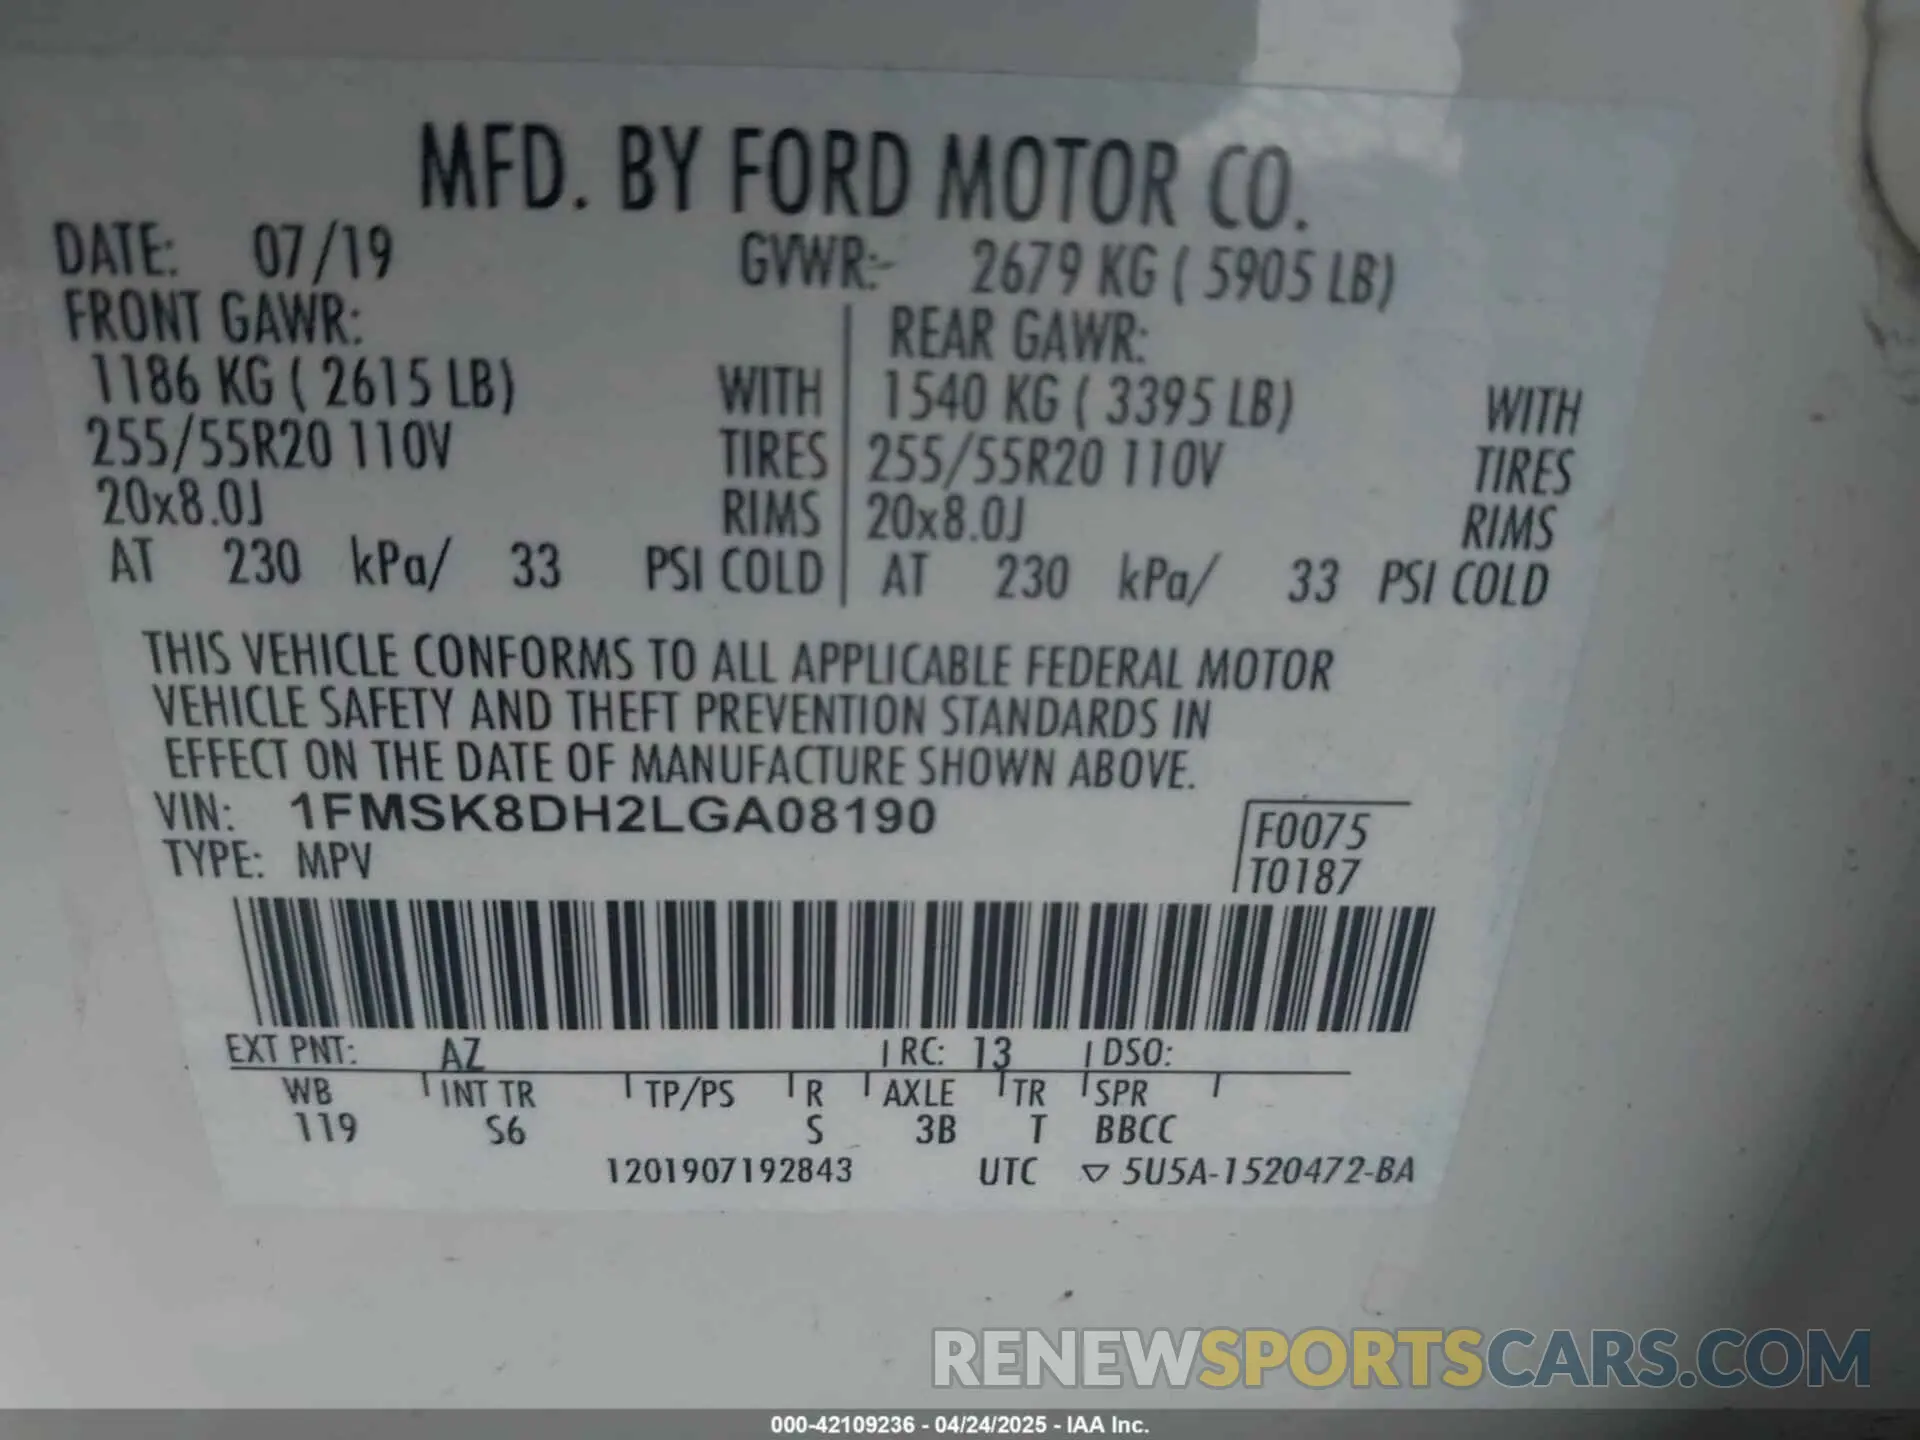 MFD. BY FORD MOTOR CO.
DATE: 07/19 GVWR:- 2679 KG ( 5905 LB)
FRONT GAWR: REAR GAWR:
1186 KG ( 2615 LB) WITH 1540 KG ( 3395 LB) WITH
255/55R20 110V TIRES 255/55R20 110V TIRES
20x8.0J RIMS 20x8.0J RIMS
AT 230 kPa/ 33 PSI COLD AT 230 kPa/ 33 PSI COLD
THIS VEHICLE CONFORMS TO ALL APPLICABLE FEDERAL MOTOR
VEHICLE SAFETY AND THEFT PREVENTION STANDARDS IN
EFFECT ON THE DATE OF MANUFACTURE SHOWN ABOVE.
VIN: 1FMSK8DH2LGA08190 F0075
TYPE: MPV T0187
EXT PNT: AZ RC: 13 DSO:
WB INT TR TP/PS R AXLE TR SPR
119 S6 S 3B T BBCC
1201907192843 UTC ▽ 5U5A-1520472-BA
RENEWSPORTSCARS.COM
000-42109236 - 04/24/2025 - IAA Inc.